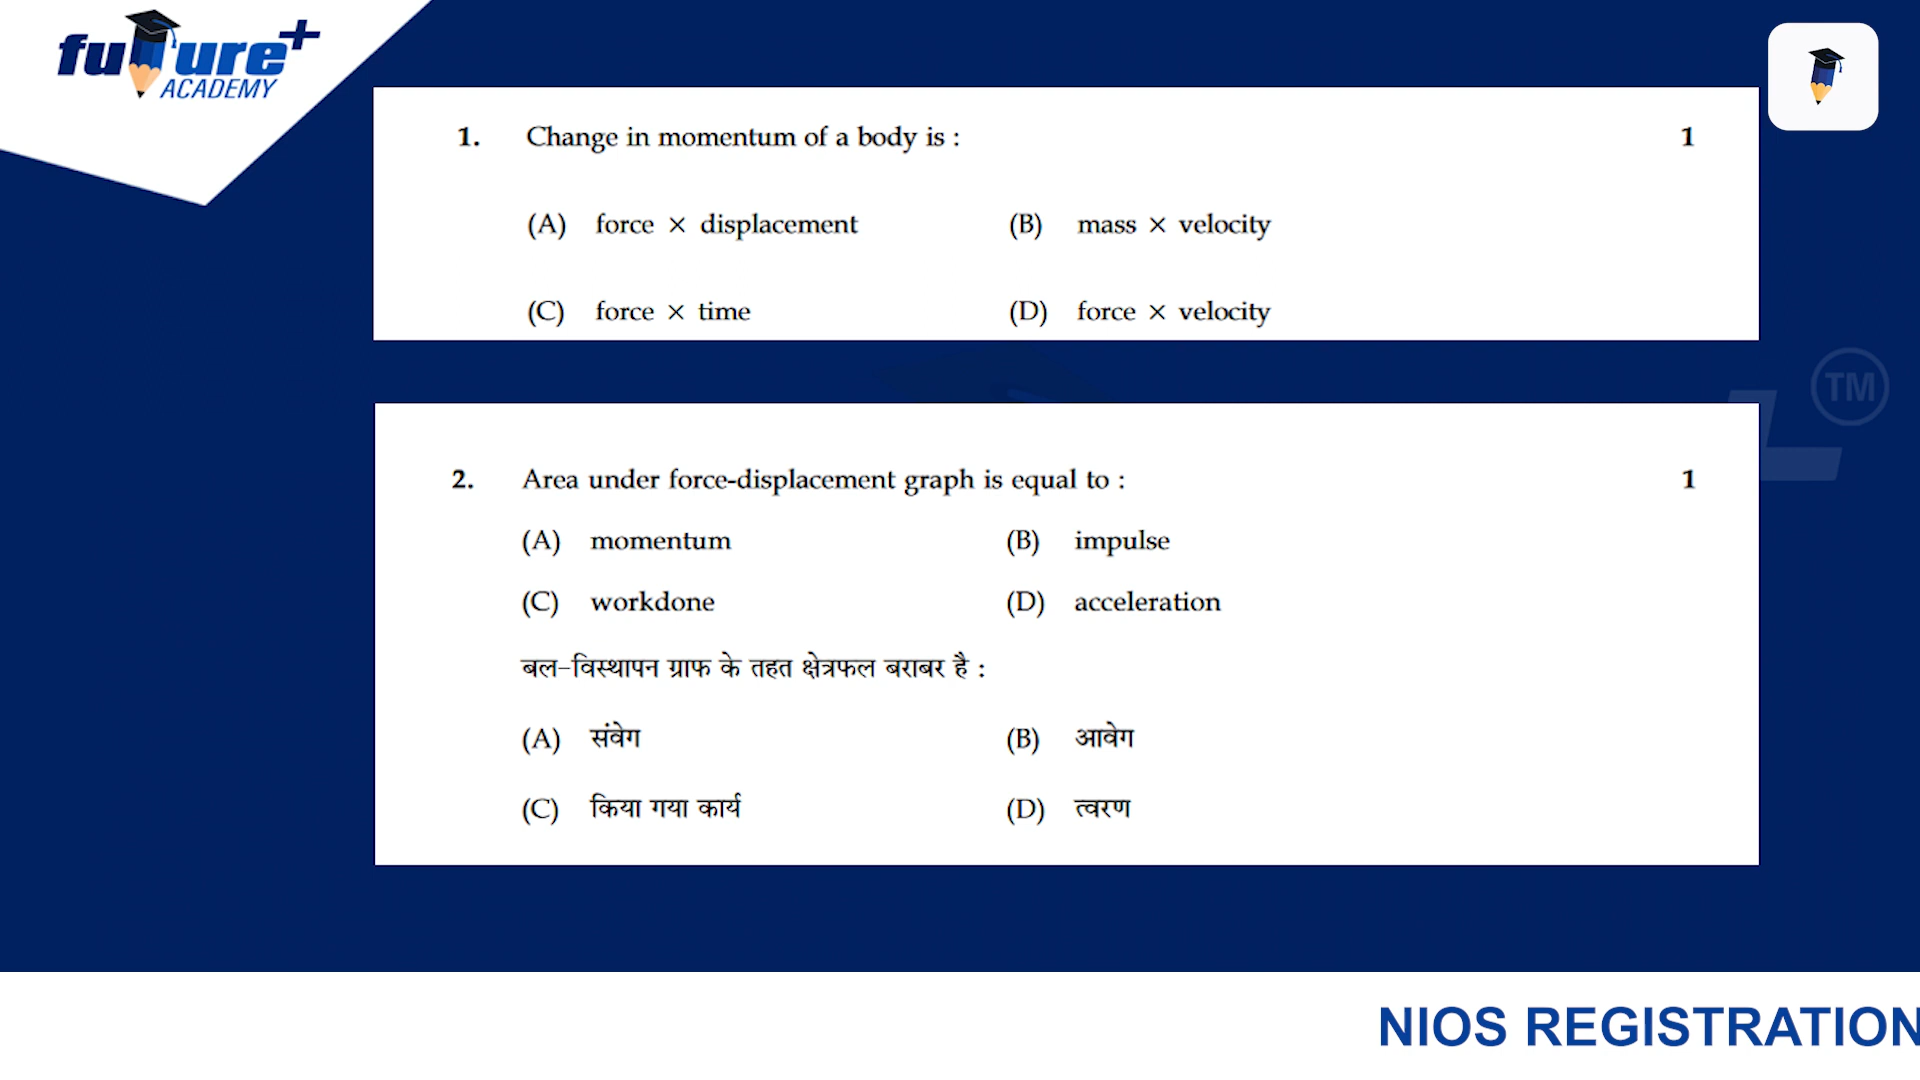 future+
ACADEMY
1. Change in momentum of a body is : 1
(A) force × displacement (B) mass × velocity
(C) force × time (D) force × velocity
TM
L
2. Area under force-displacement graph is equal to : 1
(A) momentum (B) impulse
(C) workdone (D) acceleration
बल-विस्थापन ग्राफ के तहत क्षेत्रफल बराबर है :
(A) संवेग (B) आवेग
(C) किया गया कार्य (D) त्वरण
NIOS REGISTRATION